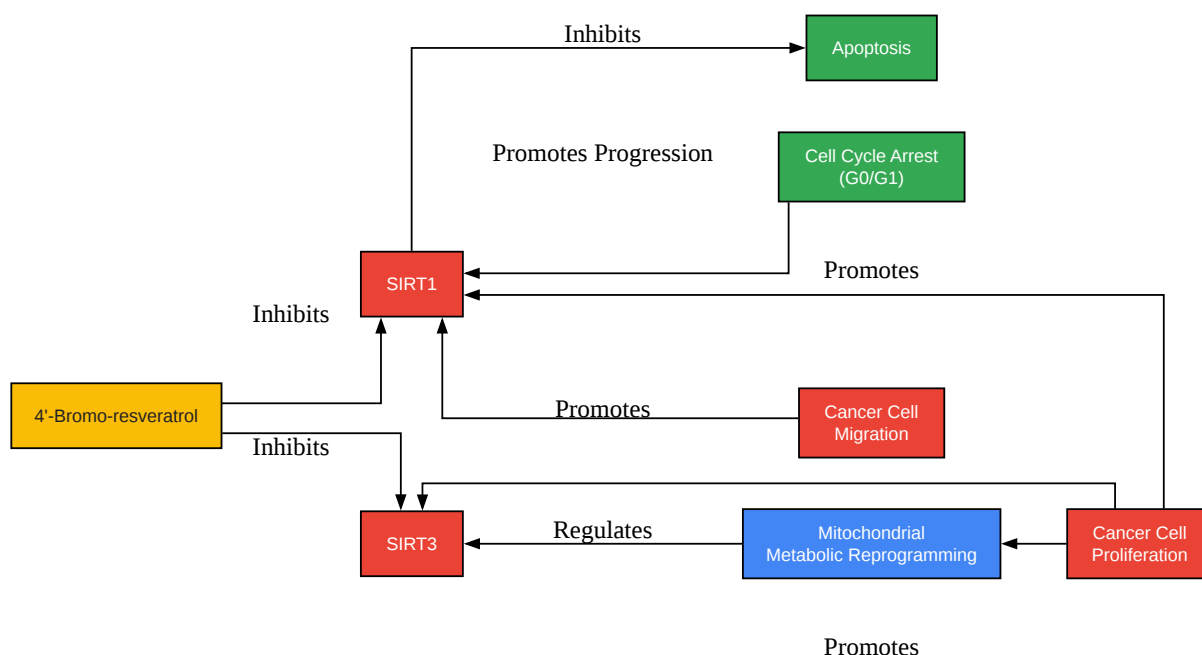 Inhibits
Apoptosis
Promotes Progression
Cell Cycle Arrest
(G0/G1)
SIRT1
Promotes
Inhibits
4'-Bromo-resveratrol
Promotes
Cancer Cell
Migration
Inhibits
SIRT3
Regulates
Mitochondrial
Metabolic Reprogramming
Cancer Cell
Proliferation
Promotes